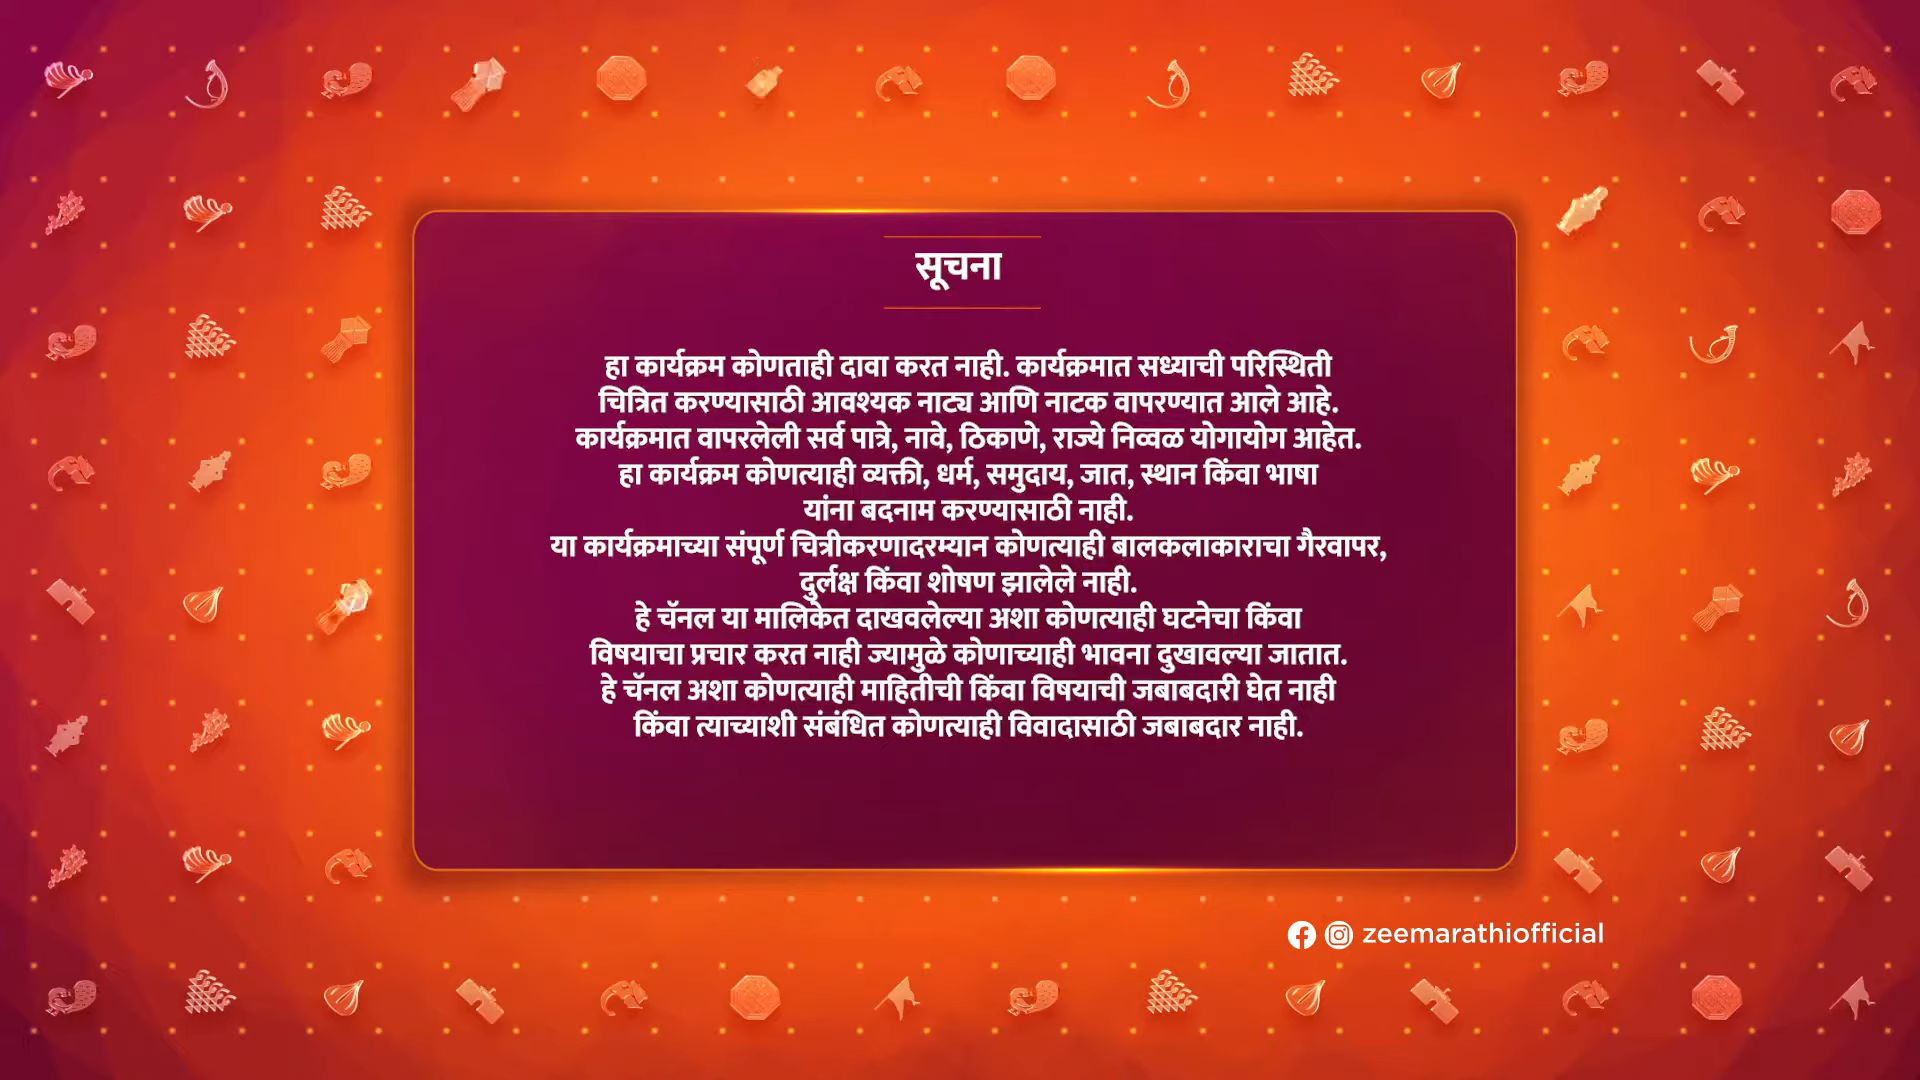 सूचना
हा कार्यक्रम कोणताही दावा करत नाही. कार्यक्रमात सध्याची परिस्थिती
चित्रित करण्यासाठी आवश्यक नाट्य आणि नाटक वापरण्यात आले आहे.
कार्यक्रमात वापरलेली सर्व पात्रे, नावे, ठिकाणे, राज्ये निव्वळ योगायोग आहेत.
हा कार्यक्रम कोणत्याही व्यक्ती, धर्म, समुदाय, जात, स्थान किंवा भाषा
यांना बदनाम करण्यासाठी नाही.
या कार्यक्रमाच्या संपूर्ण चित्रीकरणादरम्यान कोणत्याही बालकलाकाराचा गैरवापर,
दुर्लक्ष किंवा शोषण झालेले नाही.
हे चॅनल या मालिकेत दाखवलेल्या अशा कोणत्याही घटनेचा किंवा
विषयाचा प्रचार करत नाही ज्यामुळे कोणाच्याही भावना दुखावल्या जातात.
हे चॅनल अशा कोणत्याही माहितीची किंवा विषयाची जबाबदारी घेत नाही
किंवा त्याच्याशी संबंधित कोणत्याही विवादासाठी जबाबदार नाही.
zeemarathiofficial